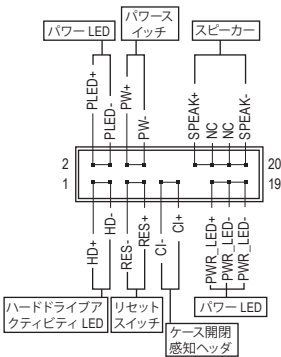 パワー LED
パワース
イッチ
スピーカー
PLED+
PLED-
PW+
PW-
SPEAK+
NC
NC
SPEAK-
2
20
1
19
HD+
HD-
RES-
RES+
CI-
CI+
PWR_LED+
PWR_LED-
PWR_LED-
ハードドライブア
クティビティ LED
リセット
スイッチ
ケース開閉
感知ヘッダ
パワー LED